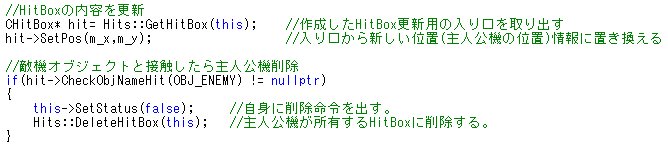 //HitBoxの内容を更新
CHitBox* hit= Hits::GetHitBox(this);   //作成したHitBox更新用の入り口を取り出す
hit->SetPos(m_x,m_y);                  //入り口から新しい位置(主人公機の位置)情報に置き換える

//敵機オブジェクトと接触したら主人公機削除
if(hit->CheckObjNameHit(OBJ_ENEMY) != nullptr)
{
    this->SetStatus(false);    //自身に削除命令を出す。
    Hits::DeleteHitBox(this);  //主人公機が所有するHitBoxに削除する。
}